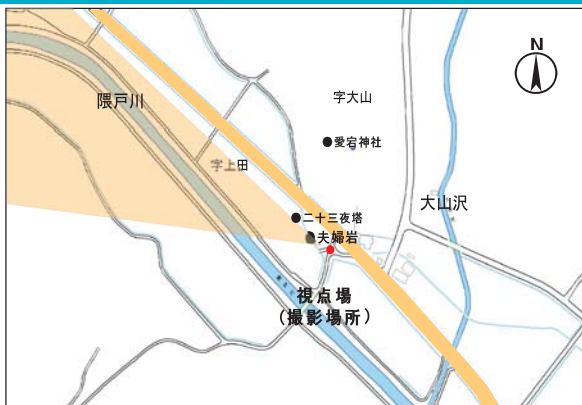 N
隈戸川
字大山
●愛宕神社
字上田
大山沢
●二十三夜塔
●夫婦岩
視点場
(撮影場所)